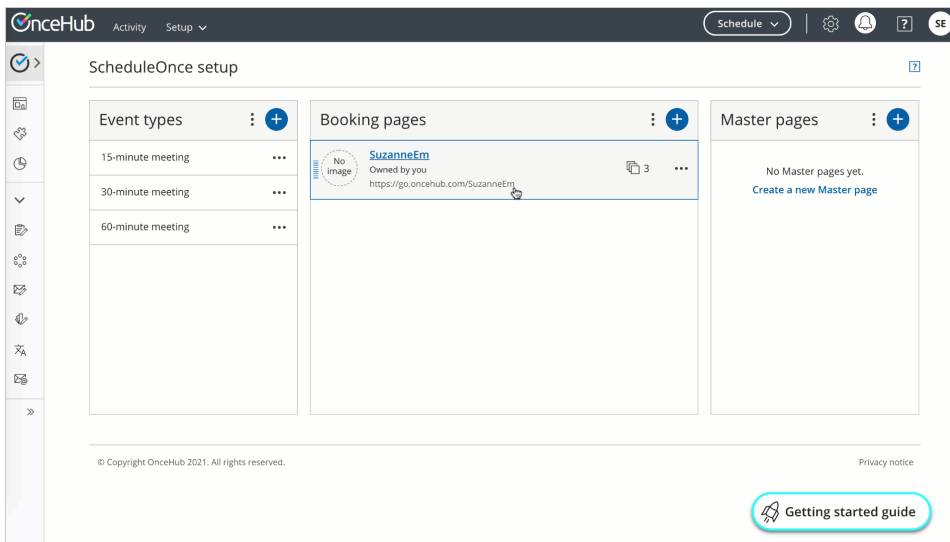 OnceHub
Activity
Setup
Schedule
?
SE
ScheduleOnce setup
?
Event types
15-minute meeting
30-minute meeting
60-minute meeting
Booking pages
No image
SuzanneEm
Owned by you
https://go.oncehub.com/SuzanneEm
3
Master pages
No Master pages yet.
Create a new Master page
© Copyright OnceHub 2021. All rights reserved.
Privacy notice
Getting started guide